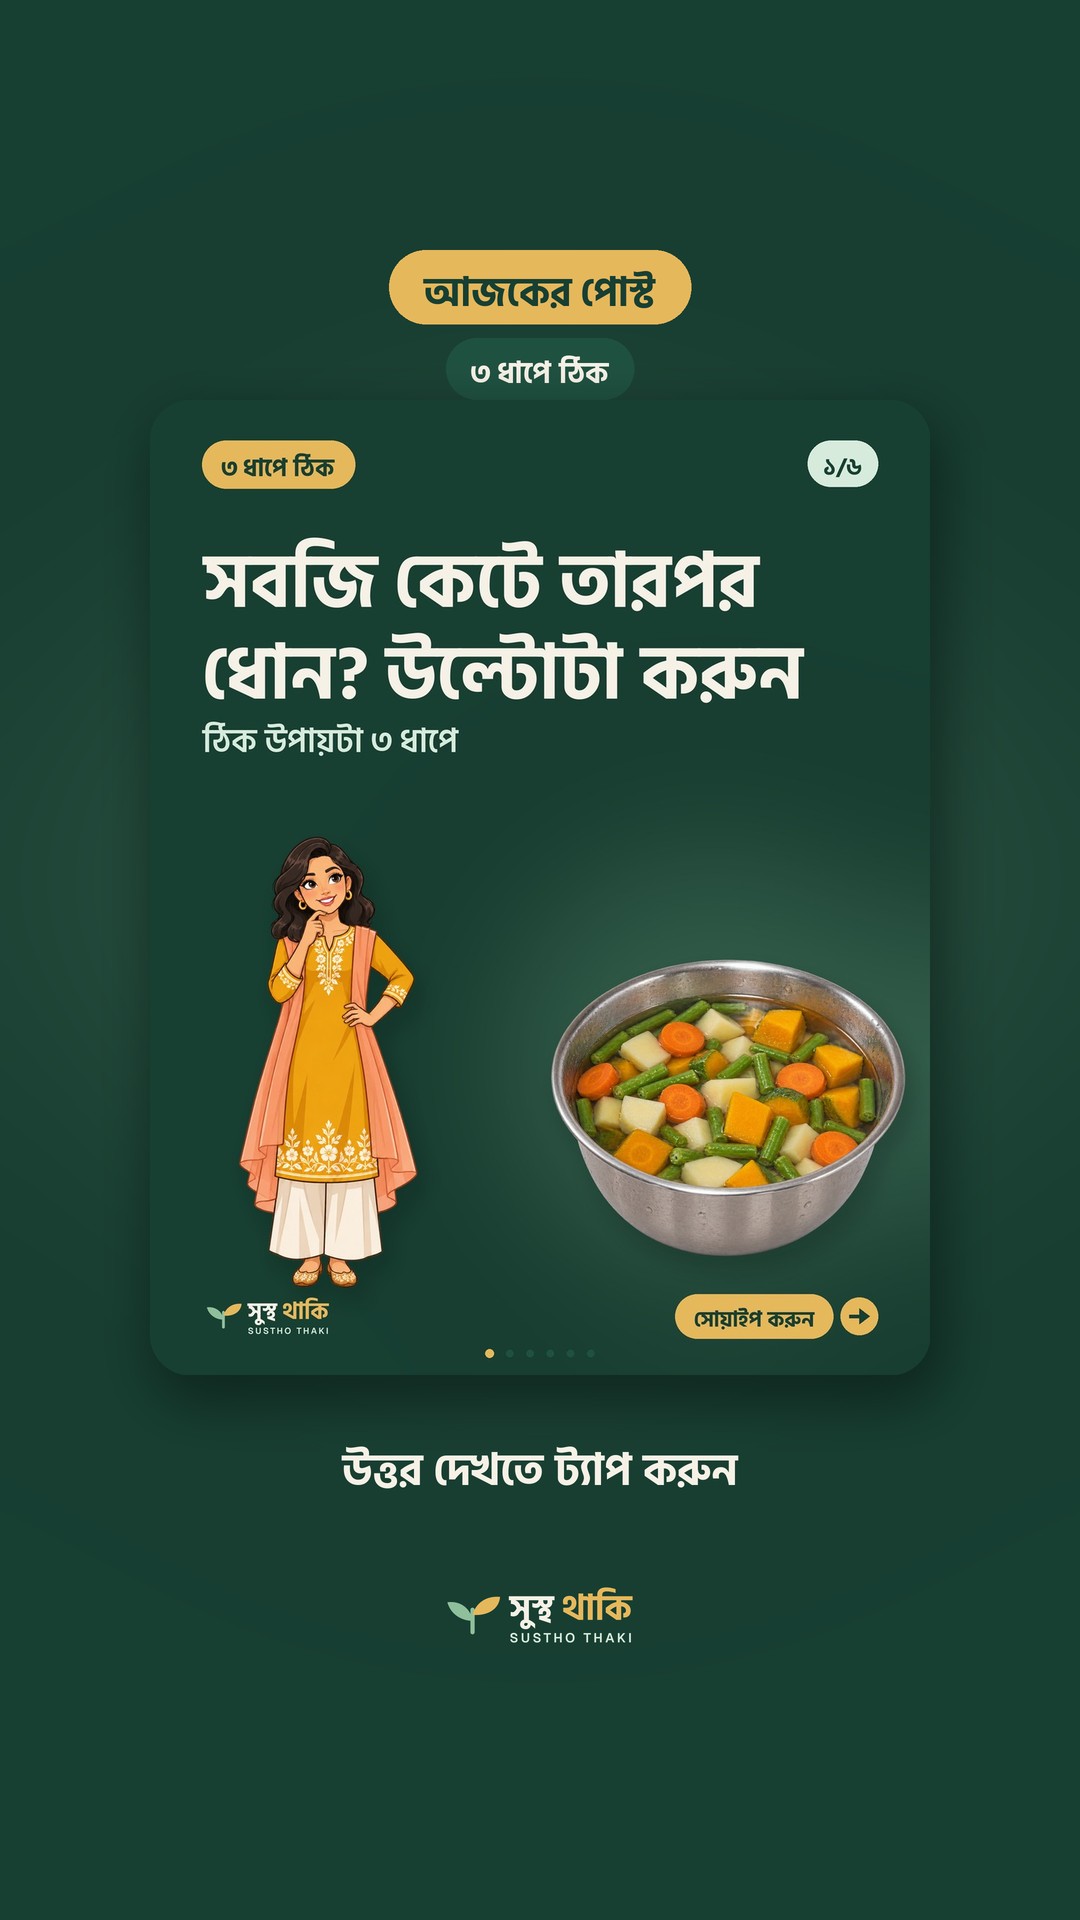 আজকের পোস্ট
৩ ধাপে ঠিক
৩ ধাপে ঠিক
১/৬
সবজি কেটে তারপর
ধোন? উল্টোটা করুন
ঠিক উপায়টা ৩ ধাপে
সুস্থ থাকি
SUSTHO THAKI
সোয়াইপ করুন
উত্তর দেখতে ট্যাপ করুন
সুস্থ থাকি
SUSTHO THAKI